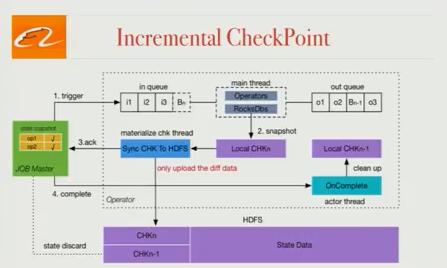 Incremental CheckPoint
1. trigger
in queue
i1 i2 i3 Bn
main thread
Operators
RocksDbs
out queue
o1 o2 Bn-1 o3
state snapshot
op1 √
op2 √
JOB Master
3.ack
materialize chk thread
Sync CHK To HDFS
2. snapshot
Local CHKn
Local CHKn-1
only upload the diff data
clean up
OnComplete
4. complete
Operator
actor thread
HDFS
state discard
CHKn
CHKn-1
State Data